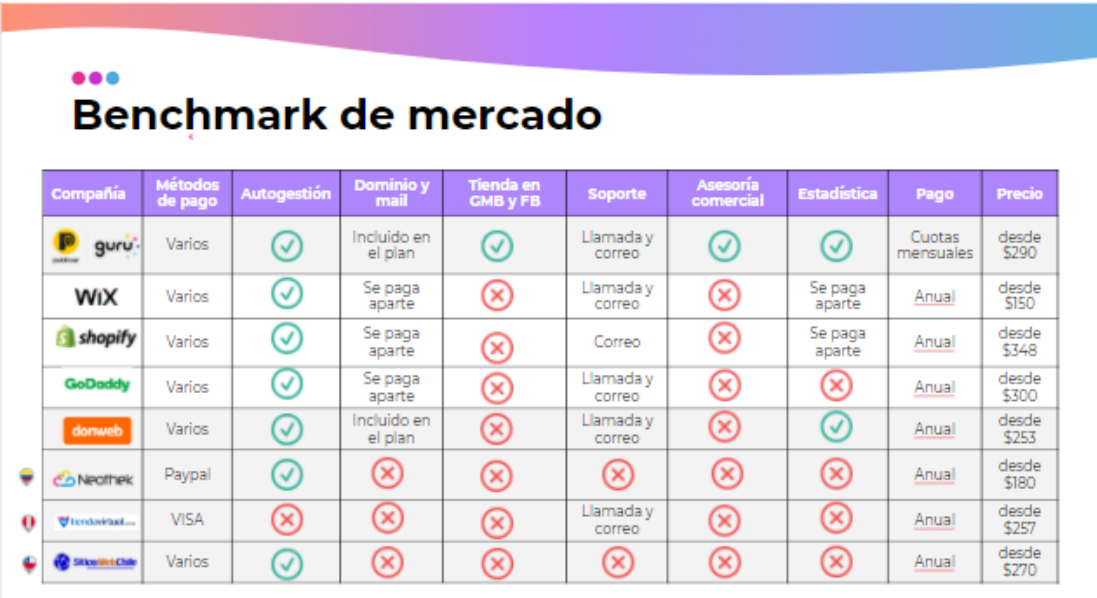 Benchmark de mercado
Compañía Métodos de pago Autogestión Dominio y mail Tienda en GMB y FB Soporte Asesoría comercial Estadística Pago Precio
gurú Varios Incluido en el plan Llamada y correo Cuotas mensuales desde $290
WiX Varios Se paga aparte Llamada y correo Se paga aparte Anual desde $150
shopify Varios Se paga aparte Correo Se paga aparte Anual desde $348
GoDaddy Varios Se paga aparte Llamada y correo Anual desde $300
donweb Varios Incluido en el plan Llamada y correo Anual desde $253
Neothek Paypal Anual desde $180
tiendavirtual VISA Llamada y correo Anual desde $257
SitiosWebChile Varios Anual desde $270